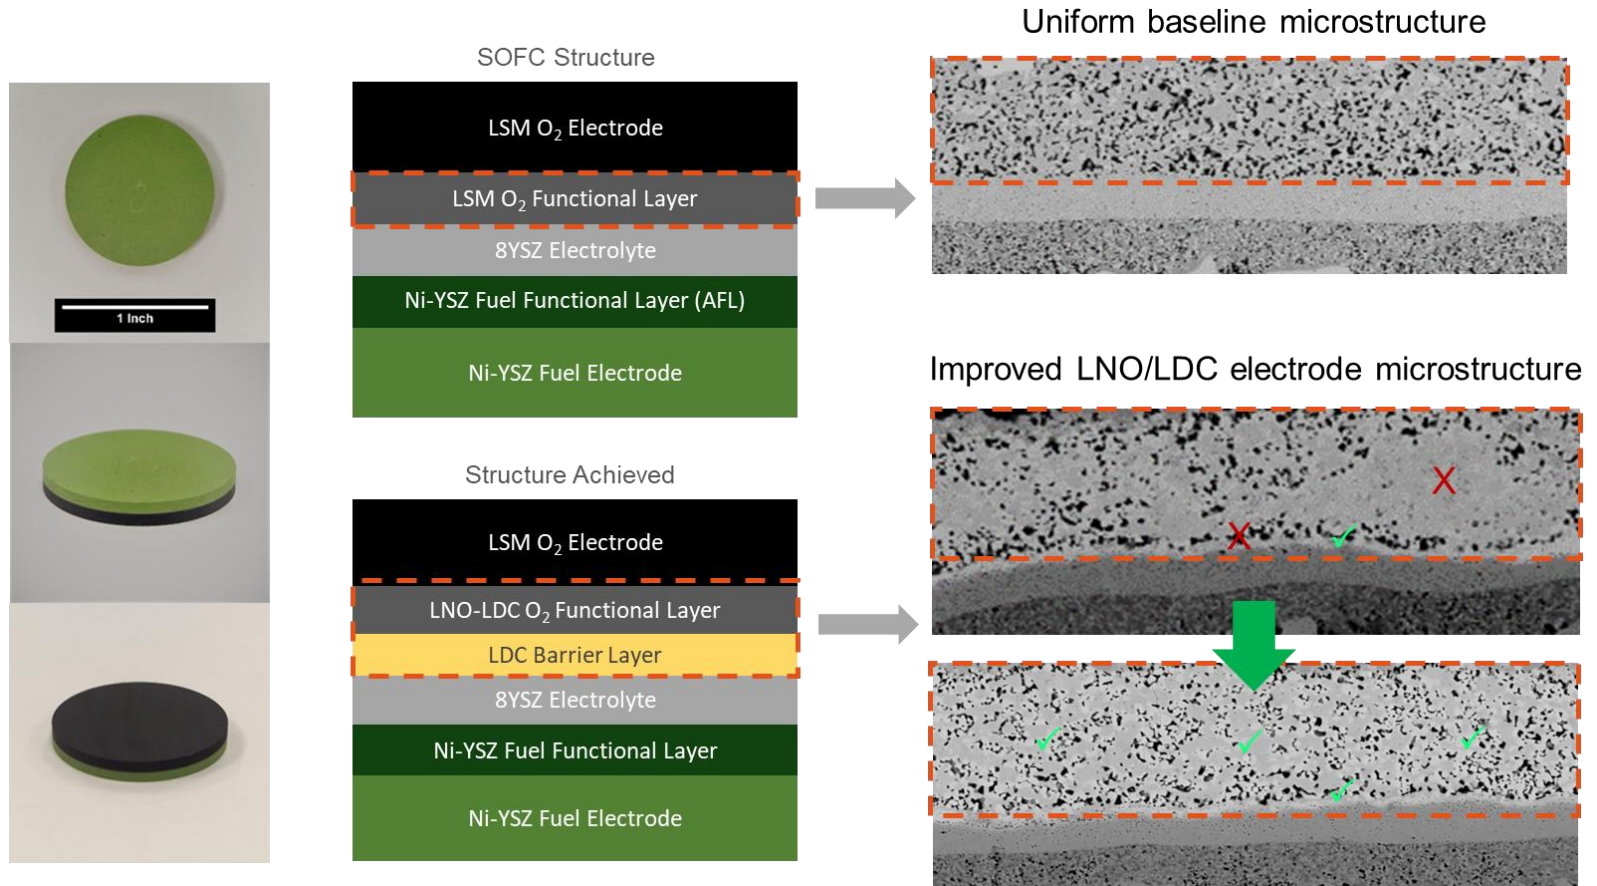 Uniform baseline microstructure
SOFC Structure
LSM O₂ Electrode
LSM O₂ Functional Layer
8YSZ Electrolyte
Ni-YSZ Fuel Functional Layer (AFL)
Ni-YSZ Fuel Electrode
1 Inch
Improved LNO/LDC electrode microstructure
Structure Achieved
LSM O₂ Electrode
LNO-LDC O₂ Functional Layer
LDC Barrier Layer
8YSZ Electrolyte
Ni-YSZ Fuel Functional Layer
Ni-YSZ Fuel Electrode
X
X